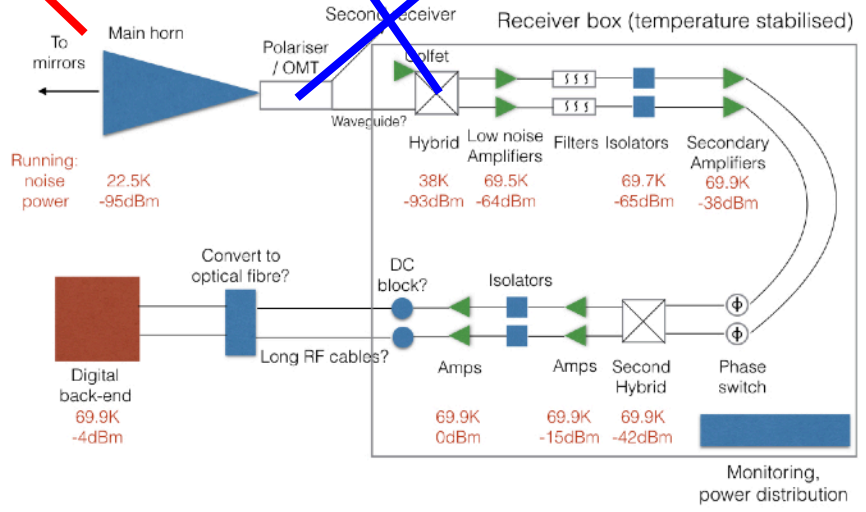 Second receiver
Receiver box (temperature stabilised)
To
mirrors
Main horn
Polariser
/ OMT
Colfet
Waveguide?
Hybrid
Low noise
Amplifiers
Filters
Isolators
Secondary
Amplifiers
Running:
noise
power
22.5K
-95dBm
38K
-93dBm
69.5K
-64dBm
69.7K
-65dBm
69.9K
-38dBm
Convert to
optical fibre?
DC
block?
Isolators
Φ
Φ
Long RF cables?
Digital
back-end
69.9K
-4dBm
Amps
69.9K
0dBm
Amps
69.9K
-15dBm
Second
Hybrid
69.9K
-42dBm
Phase
switch
Monitoring,
power distribution